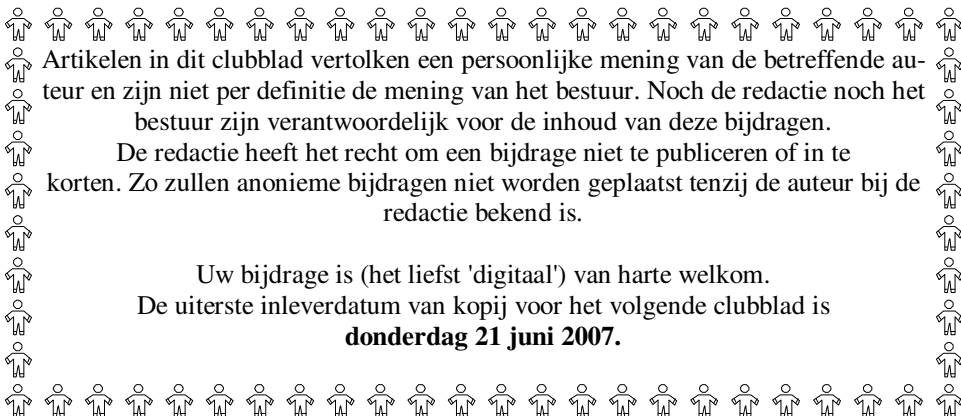 Artikelen in dit clubblad vertolken een persoonlijke mening van de betreffende au-
teur en zijn niet per definitie de mening van het bestuur. Noch de redactie noch het
bestuur zijn verantwoordelijk voor de inhoud van deze bijdragen.
De redactie heeft het recht om een bijdrage niet te publiceren of in te
korten. Zo zullen anonieme bijdragen niet worden geplaatst tenzij de auteur bij de
redactie bekend is.
Uw bijdrage is (het liefst 'digitaal') van harte welkom.
De uiterste inleverdatum van kopij voor het volgende clubblad is
donderdag 21 juni 2007.